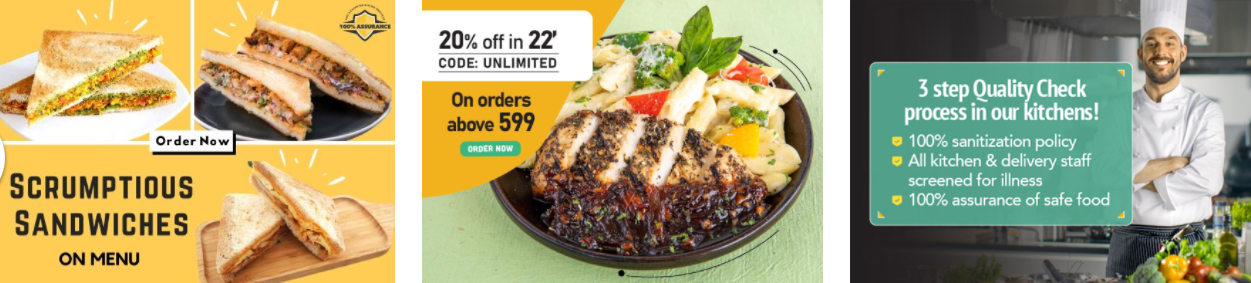 100% ASSURANCE
Order Now
SCRUMPTIOUS
SANDWICHES
ON MENU
20% off in 22'
CODE: UNLIMITED
On orders
above 599
ORDER NOW
3 step Quality Check
process in our kitchens!
100% sanitization policy
All kitchen & delivery staff
screened for illness
100% assurance of safe food